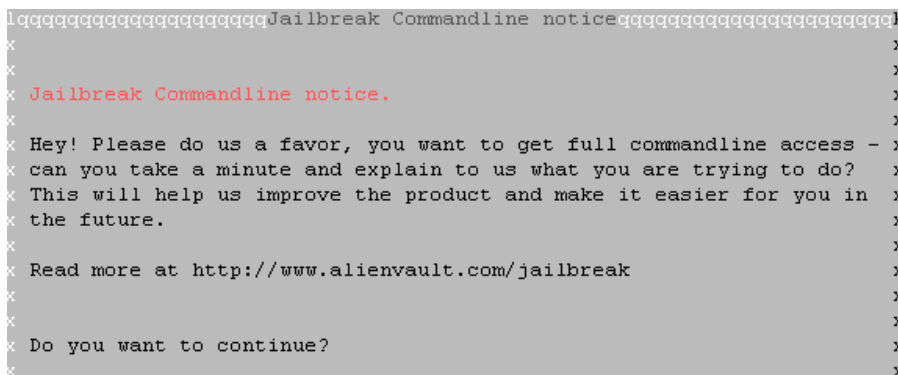 lqqqqqqqqqqqqqqqqqqqqqJailbreak Commandline noticeqqqqqqqqqqqqqqqqqqqqqqk
x x
x x
x Jailbreak Commandline notice. x
x x
x Hey! Please do us a favor, you want to get full commandline access - x
x can you take a minute and explain to us what you are trying to do? x
x This will help us improve the product and make it easier for you in x
x the future. x
x x
x Read more at http://www.alienvault.com/jailbreak x
x x
x x
x Do you want to continue? x
x x